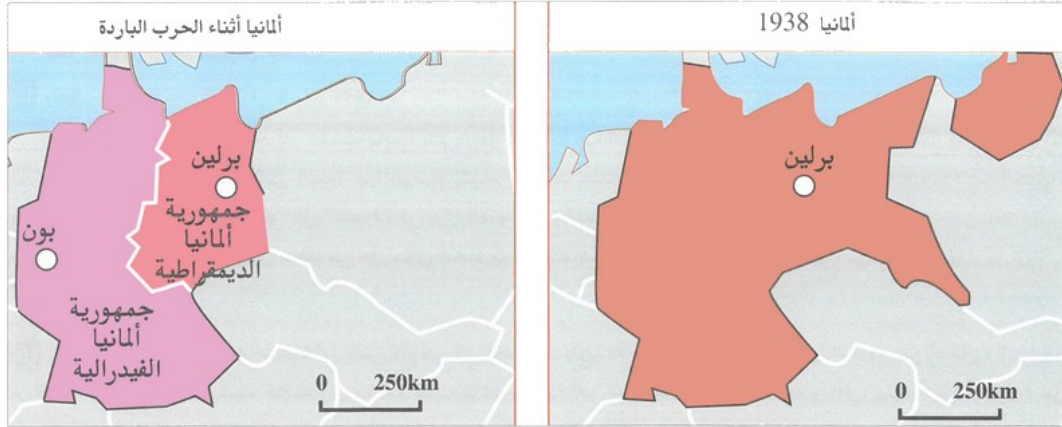 ألمانيا 1938
برلين
0 250km
ألمانيا أثناء الحرب الباردة
برلين
جمهورية
ألمانيا
الديمقراطية
بون
جمهورية
ألمانيا
الفيدرالية
0 250km